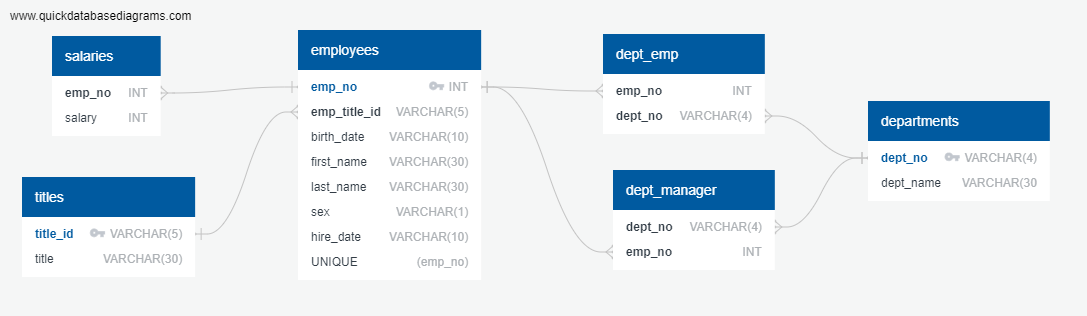 www.quickdatabasediagrams.com
salaries
emp_no INT
salary INT
titles
title_id VARCHAR(5)
title VARCHAR(30)
employees
emp_no INT
emp_title_id VARCHAR(5)
birth_date VARCHAR(10)
first_name VARCHAR(30)
last_name VARCHAR(30)
sex VARCHAR(1)
hire_date VARCHAR(10)
UNIQUE (emp_no)
dept_emp
emp_no INT
dept_no VARCHAR(4)
dept_manager
dept_no VARCHAR(4)
emp_no INT
departments
dept_no VARCHAR(4)
dept_name VARCHAR(30